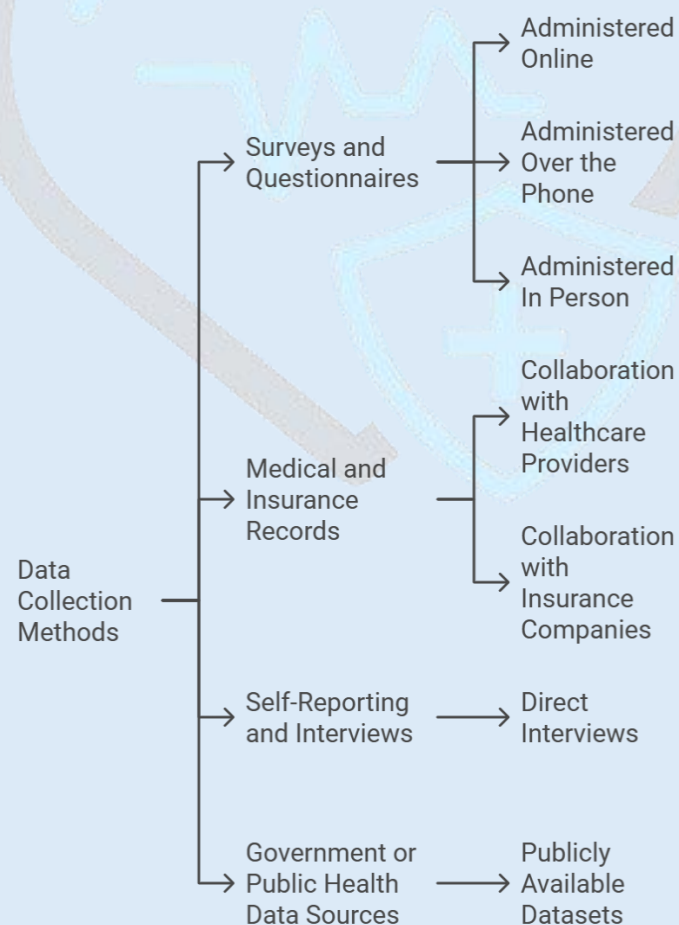 Data
Collection
Methods
Surveys and
Questionnaires
Administered
Online
Administered
Over the
Phone
Administered
In Person
Medical and
Insurance
Records
Collaboration
with
Healthcare
Providers
Collaboration
with
Insurance
Companies
Self-Reporting
and Interviews
Direct
Interviews
Government or
Public Health
Data Sources
Publicly
Available
Datasets